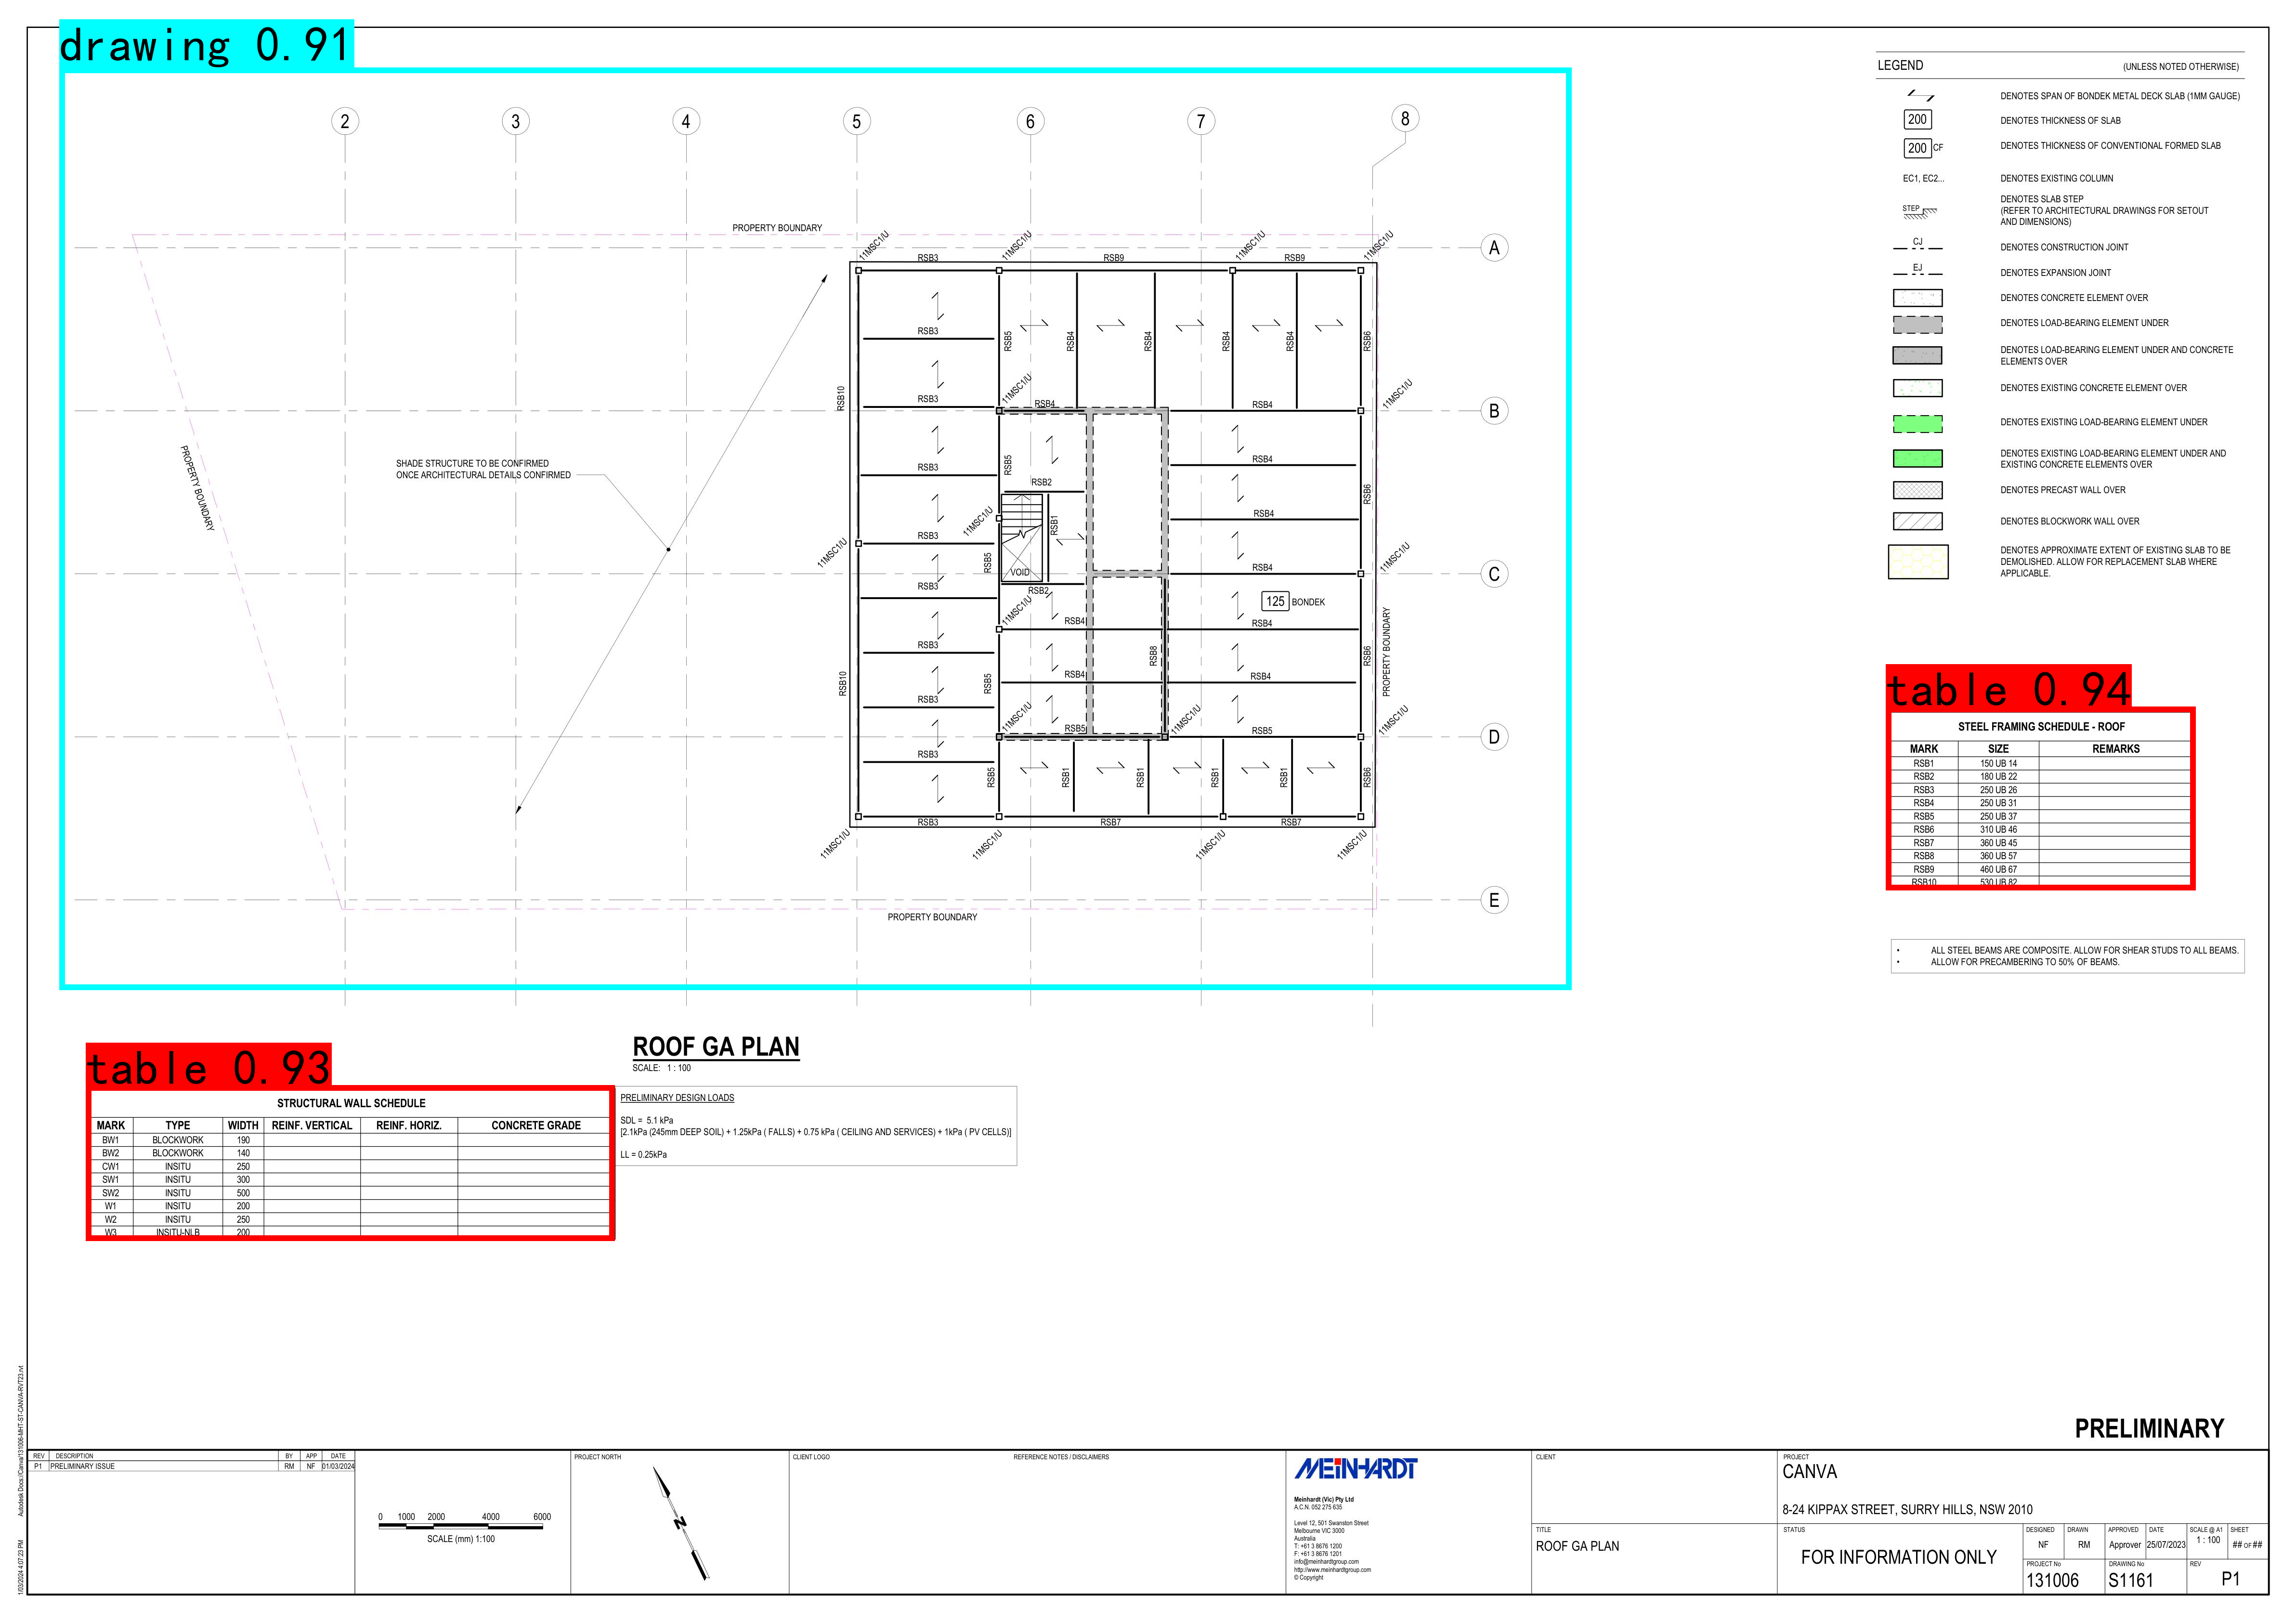 drawing 0.91
2
3
4
5
6
7
8
A
B
C
D
E
PROPERTY BOUNDARY
PROPERTY BOUNDARY
PROPERTY BOUNDARY
PROPERTY BOUNDARY
SHADE STRUCTURE TO BE CONFIRMED
ONCE ARCHITECTURAL DETAILS CONFIRMED
11MSC1/U
11MSC1/U
11MSC1/U
11MSC1/U
RSB3
RSB9
RSB9
RSB3
RSB5
RSB4
RSB4
RSB4
RSB4
RSB6
RSB10
RSB3
11MSC1/U
RSB4
RSB4
11MSC1/U
RSB3
RSB5
RSB4
RSB2
RSB6
11MSC1/U
RSB1
RSB4
11MSC1/U
RSB3
RSB5
VOID
RSB4
11MSC1/U
RSB3
RSB2
11MSC1/U
125 BONDEK
RSB4
RSB4
RSB3
RSB8
RSB6
RSB10
RSB5
RSB4
RSB4
RSB3
11MSC1/U
RSB5
11MSC1/U
RSB5
11MSC1/U
RSB3
RSB5
RSB1
RSB1
RSB1
RSB1
RSB6
RSB3
RSB7
RSB7
11MSC1/U
11MSC1/U
11MSC1/U
11MSC1/U
LEGEND (UNLESS NOTED OTHERWISE)
DENOTES SPAN OF BONDEK METAL DECK SLAB (1MM GAUGE)
200 DENOTES THICKNESS OF SLAB
200 CF DENOTES THICKNESS OF CONVENTIONAL FORMED SLAB
EC1, EC2... DENOTES EXISTING COLUMN
STEP DENOTES SLAB STEP
(REFER TO ARCHITECTURAL DRAWINGS FOR SETOUT
AND DIMENSIONS)
CJ DENOTES CONSTRUCTION JOINT
EJ DENOTES EXPANSION JOINT
DENOTES CONCRETE ELEMENT OVER
DENOTES LOAD-BEARING ELEMENT UNDER
DENOTES LOAD-BEARING ELEMENT UNDER AND CONCRETE
ELEMENTS OVER
DENOTES EXISTING CONCRETE ELEMENT OVER
DENOTES EXISTING LOAD-BEARING ELEMENT UNDER
DENOTES EXISTING LOAD-BEARING ELEMENT UNDER AND
EXISTING CONCRETE ELEMENTS OVER
DENOTES PRECAST WALL OVER
DENOTES BLOCKWORK WALL OVER
DENOTES APPROXIMATE EXTENT OF EXISTING SLAB TO BE
DEMOLISHED. ALLOW FOR REPLACEMENT SLAB WHERE
APPLICABLE.
table 0.94
STEEL FRAMING SCHEDULE - ROOF
MARK SIZE REMARKS
RSB1 150 UB 14
RSB2 180 UB 22
RSB3 250 UB 26
RSB4 250 UB 31
RSB5 250 UB 37
RSB6 310 UB 46
RSB7 360 UB 45
RSB8 360 UB 57
RSB9 460 UB 67
RSB10 530 UB 82
• ALL STEEL BEAMS ARE COMPOSITE. ALLOW FOR SHEAR STUDS TO ALL BEAMS.
• ALLOW FOR PRECAMBERING TO 50% OF BEAMS.
ROOF GA PLAN
SCALE: 1 : 100
table 0.93
STRUCTURAL WALL SCHEDULE
MARK TYPE WIDTH REINF. VERTICAL REINF. HORIZ. CONCRETE GRADE
BW1 BLOCKWORK 190
BW2 BLOCKWORK 140
CW1 INSITU 250
SW1 INSITU 300
SW2 INSITU 500
W1 INSITU 200
W2 INSITU 250
W3 INSITU-NLB 200
PRELIMINARY DESIGN LOADS
SDL = 5.1 kPa
[2.1kPa (245mm DEEP SOIL) + 1.25kPa ( FALLS) + 0.75 kPa ( CEILING AND SERVICES) + 1kPa ( PV CELLS)]
LL = 0.25kPa
PRELIMINARY
1/03/2024 4:07:23 PM Autodesk Docs://Canva/131006-MHT-ST-CANVA-RVT23.rvt
REV DESCRIPTION BY APP DATE
P1 PRELIMINARY ISSUE RM NF 01/03/2024
0 1000 2000 4000 6000
SCALE (mm) 1:100
PROJECT NORTH
N
CLIENT LOGO
REFERENCE NOTES / DISCLAIMERS
MEINHARDT
Meinhardt (Vic) Pty Ltd
A.C.N. 052 275 635
Level 12, 501 Swanston Street
Melbourne VIC 3000
Australia
T: +61 3 8676 1200
F: +61 3 8676 1201
info@meinhardtgroup.com
http://www.meinhardtgroup.com
© Copyright
CLIENT
TITLE
ROOF GA PLAN
PROJECT
CANVA
8-24 KIPPAX STREET, SURRY HILLS, NSW 2010
STATUS
FOR INFORMATION ONLY
DESIGNED DRAWN APPROVED DATE SCALE @ A1 SHEET
NF RM Approver 25/07/2023 1 : 100 ## OF ##
PROJECT No DRAWING No REV
131006 S1161 P1